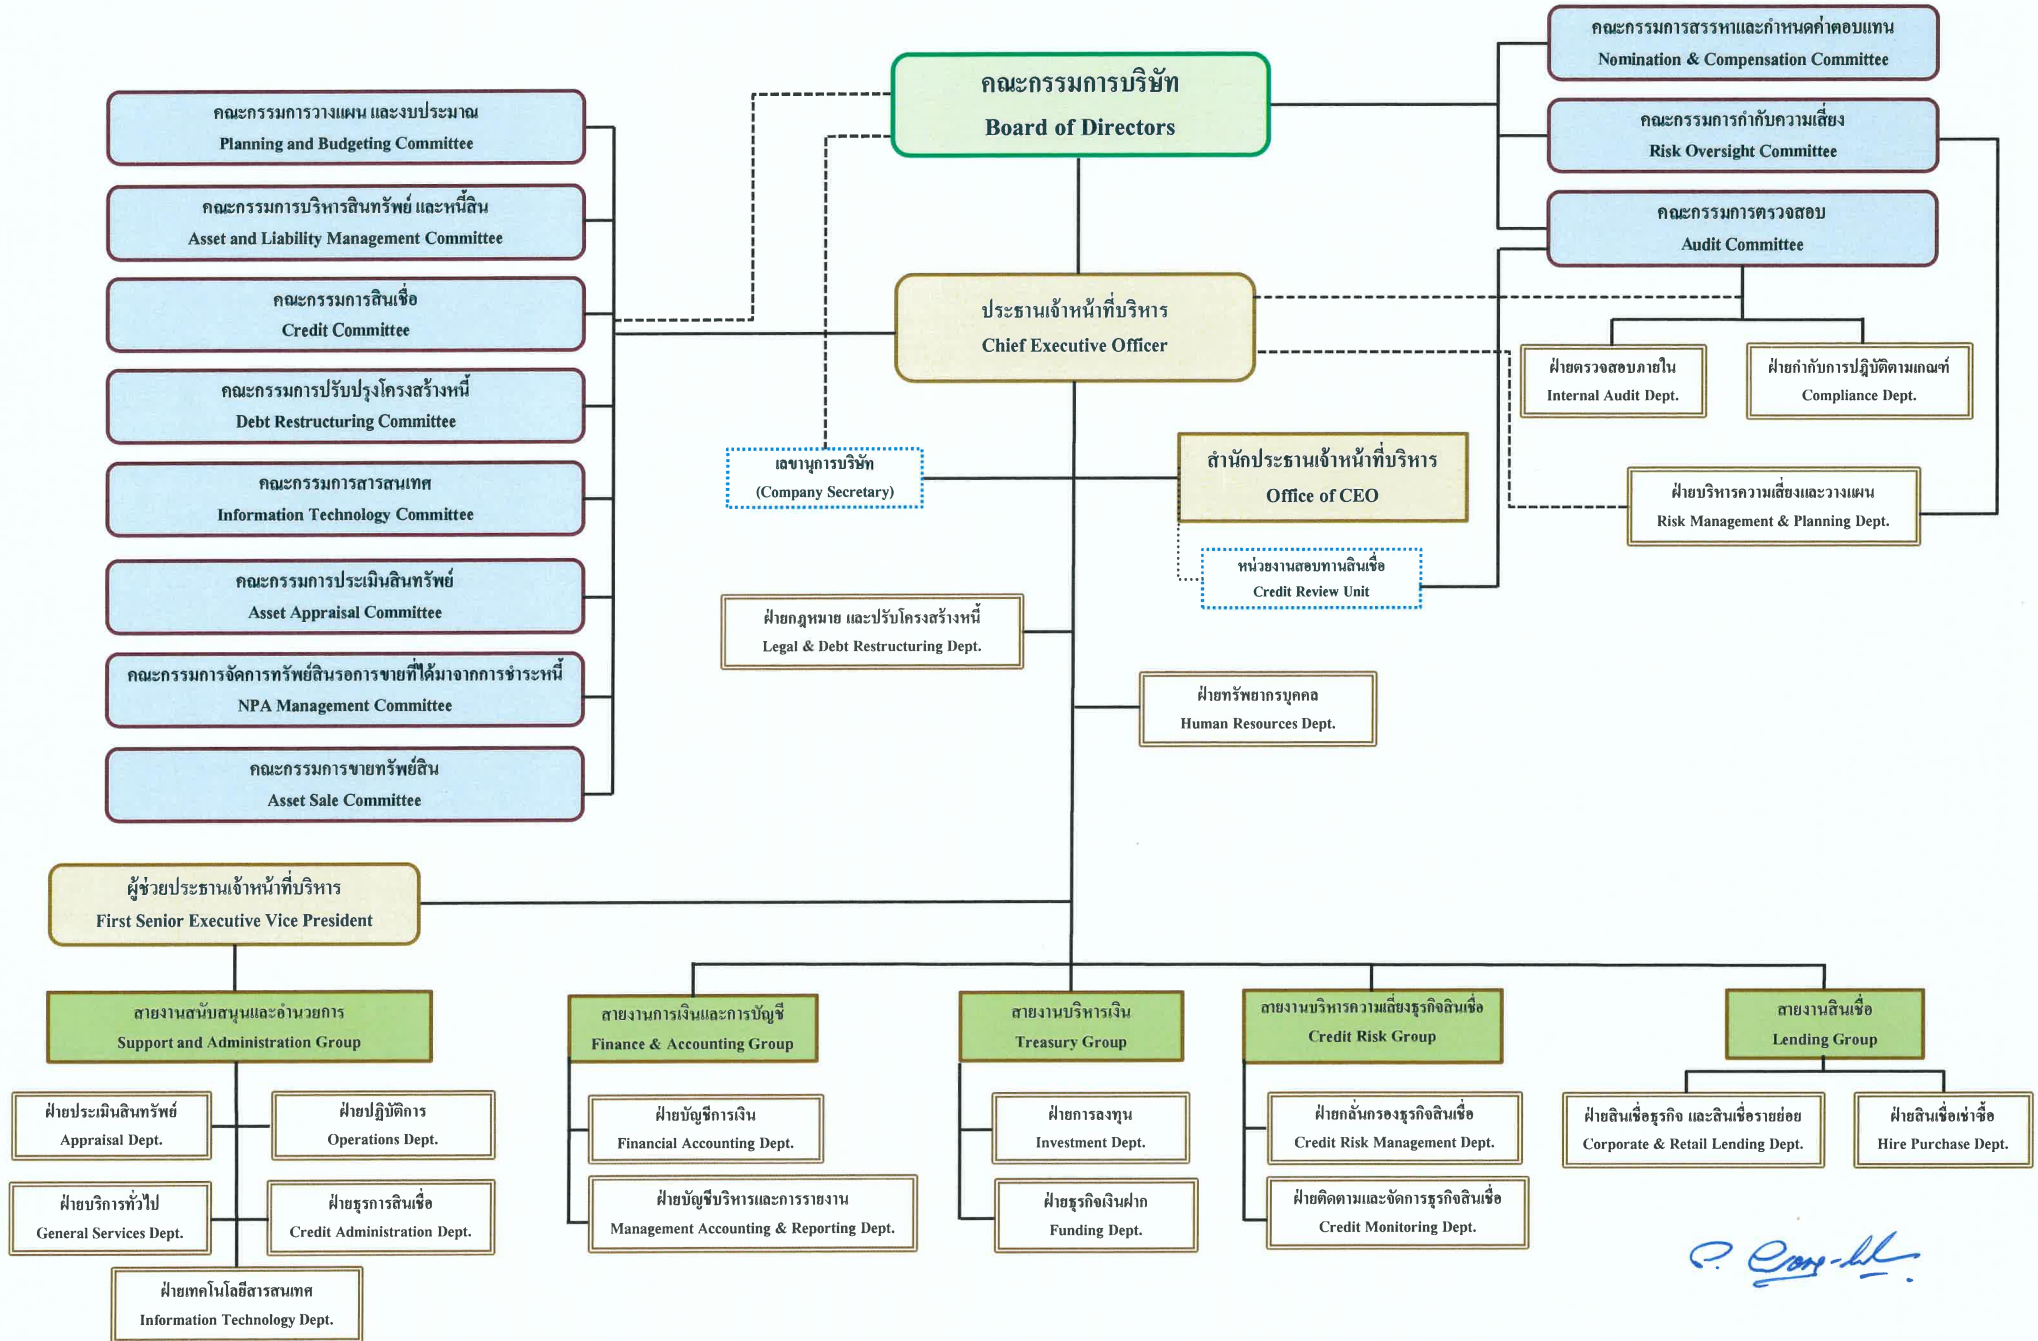 คณะกรรมการสรรหาและกำหนดค่าตอบแทน
Nomination & Compensation Committee
คณะกรรมการบริษัท
Board of Directors
คณะกรรมการวางแผน และงบประมาณ
Planning and Budgeting Committee
คณะกรรมการกำกับความเสี่ยง
Risk Oversight Committee
คณะกรรมการบริหารสินทรัพย์ และหนี้สิน
Asset and Liability Management Committee
คณะกรรมการตรวจสอบ
Audit Committee
คณะกรรมการสินเชื่อ
Credit Committee
ประธานเจ้าหน้าที่บริหาร
Chief Executive Officer
ฝ่ายตรวจสอบภายใน
Internal Audit Dept.
ฝ่ายกำกับการปฎิบัติตามเกณฑ์
Compliance Dept.
คณะกรรมการปรับปรุงโครงสร้างหนี้
Debt Restructuring Committee
เลขานุการบริษัท
(Company Secretary)
สำนักประธานเจ้าหน้าที่บริหาร
Office of CEO
คณะกรรมการสารสนเทศ
Information Technology Committee
ฝ่ายบริหารความเสี่ยงและวางแผน
Risk Management & Planning Dept.
หน่วยงานสอบทานสินเชื่อ
Credit Review Unit
คณะกรรมการประเมินสินทรัพย์
Asset Appraisal Committee
ฝ่ายกฎหมาย และปรับโครงสร้างหนี้
Legal & Debt Restructuring Dept.
คณะกรรมการจัดการทรัพย์สินรอการขายที่ได้มาจากการชำระหนี้
NPA Management Committee
ฝ่ายทรัพยากรบุคคล
Human Resources Dept.
คณะกรรมการขายทรัพย์สิน
Asset Sale Committee
ผู้ช่วยประธานเจ้าหน้าที่บริหาร
First Senior Executive Vice President
สายงานสนับสนุนและอำนวยการ
Support and Administration Group
สายงานการเงินและการบัญชี
Finance & Accounting Group
สายงานบริหารเงิน
Treasury Group
สายงานบริหารความเสี่ยงธุรกิจสินเชื่อ
Credit Risk Group
สายงานสินเชื่อ
Lending Group
ฝ่ายประเมินสินทรัพย์
Appraisal Dept.
ฝ่ายปฏิบัติการ
Operations Dept.
ฝ่ายบัญชีการเงิน
Financial Accounting Dept.
ฝ่ายการลงทุน
Investment Dept.
ฝ่ายกลั่นกรองธุรกิจสินเชื่อ
Credit Risk Management Dept.
ฝ่ายสินเชื่อธุรกิจ และสินเชื่อรายย่อย
Corporate & Retail Lending Dept.
ฝ่ายสินเชื่อเช่าซื้อ
Hire Purchase Dept.
ฝ่ายบริการทั่วไป
General Services Dept.
ฝ่ายธุรการสินเชื่อ
Credit Administration Dept.
ฝ่ายบัญชีบริหารและการรายงาน
Management Accounting & Reporting Dept.
ฝ่ายธุรกิจเงินฝาก
Funding Dept.
ฝ่ายติดตามและจัดการธุรกิจสินเชื่อ
Credit Monitoring Dept.
ฝ่ายเทคโนโลยีสารสนเทศ
Information Technology Dept.